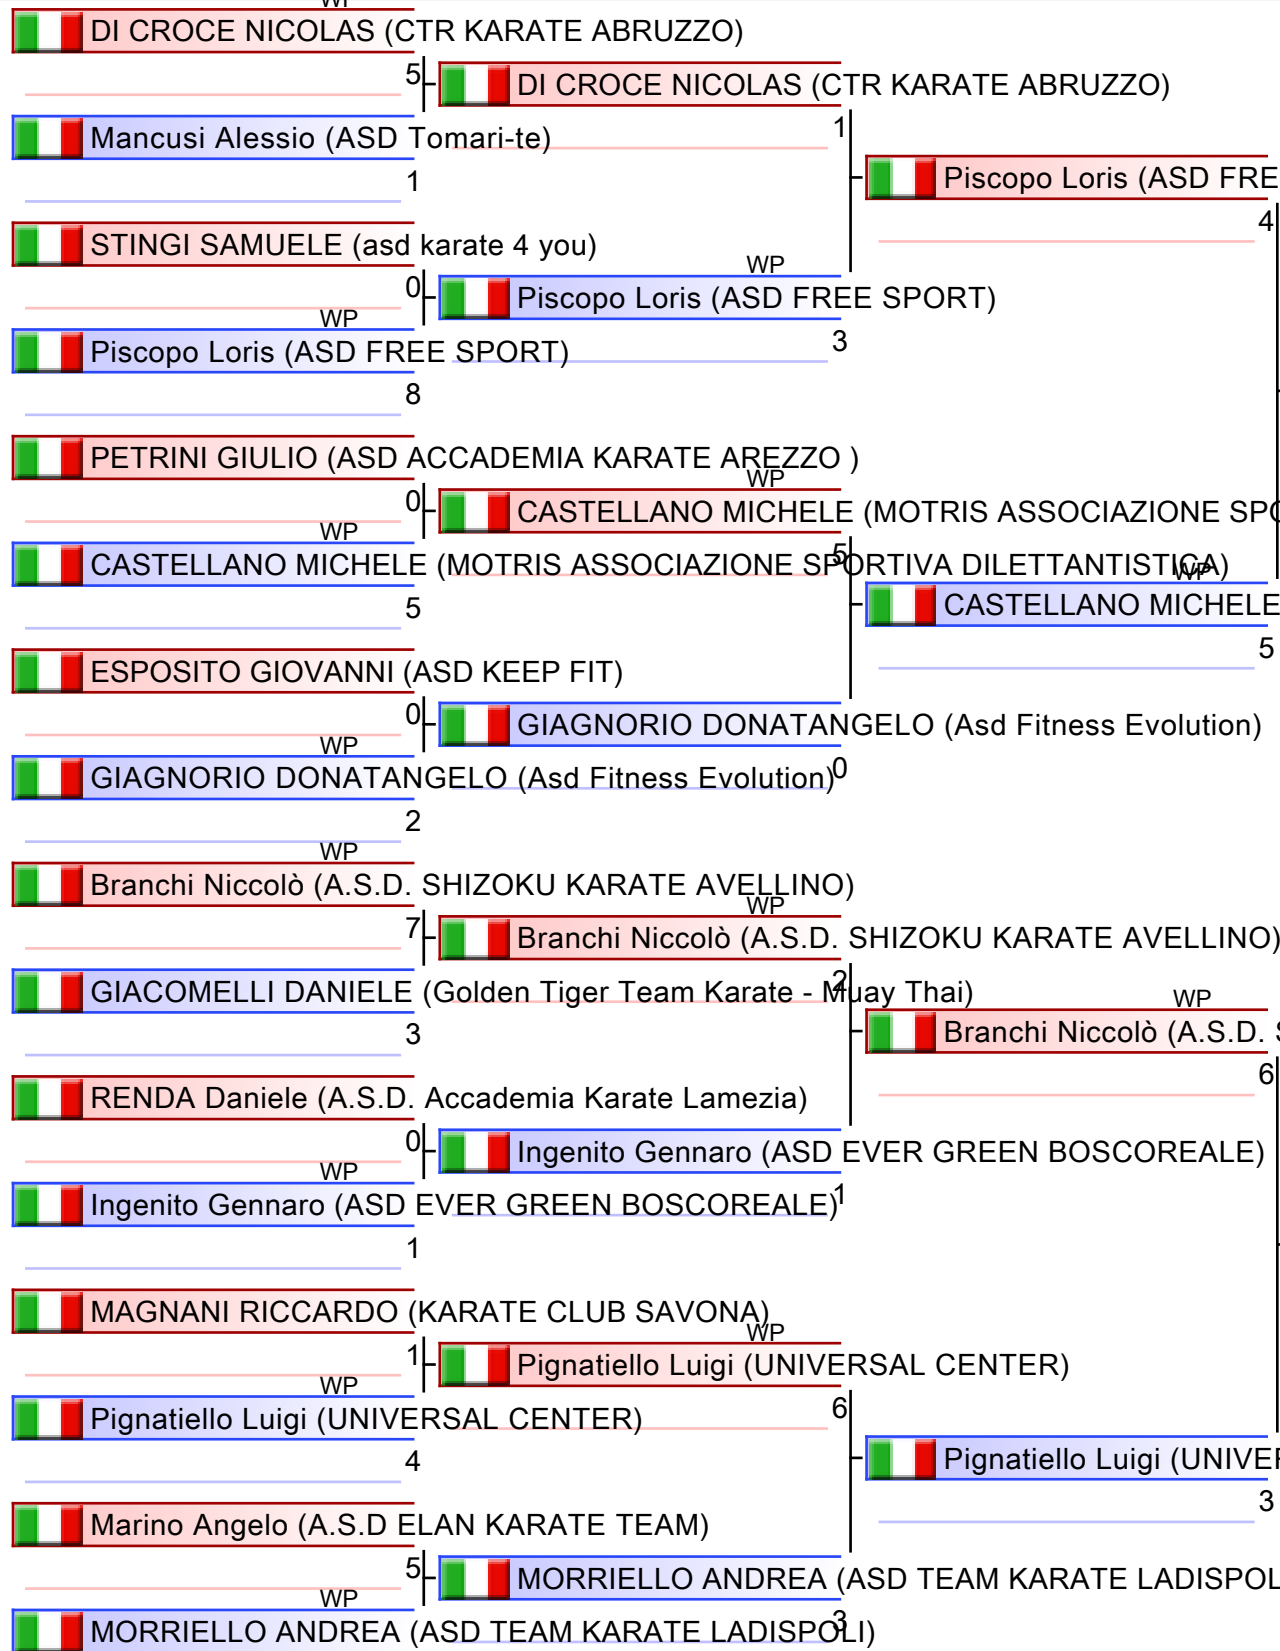 WP
DI CROCE NICOLAS (CTR KARATE ABRUZZO)
5
DI CROCE NICOLAS (CTR KARATE ABRUZZO)
1
Mancusi Alessio (ASD Tomari-te)
1
Piscopo Loris (ASD FRE
4
STINGI SAMUELE (asd karate 4 you)
0
WP
Piscopo Loris (ASD FREE SPORT)
3
WP
Piscopo Loris (ASD FREE SPORT)
8
PETRINI GIULIO (ASD ACCADEMIA KARATE AREZZO )
0
WP
CASTELLANO MICHELE (MOTRIS ASSOCIAZIONE SPO
5
WP
CASTELLANO MICHELE (MOTRIS ASSOCIAZIONE SPORTIVA DILETTANTISTICA)
5
WP
CASTELLANO MICHELE
5
ESPOSITO GIOVANNI (ASD KEEP FIT)
0
GIAGNORIO DONATANGELO (Asd Fitness Evolution)
0
WP
GIAGNORIO DONATANGELO (Asd Fitness Evolution)
2
WP
Branchi Niccolò (A.S.D. SHIZOKU KARATE AVELLINO)
7
WP
Branchi Niccolò (A.S.D. SHIZOKU KARATE AVELLINO)
2
GIACOMELLI DANIELE (Golden Tiger Team Karate - Muay Thai)
3
WP
Branchi Niccolò (A.S.D. S
6
RENDA Daniele (A.S.D. Accademia Karate Lamezia)
0
Ingenito Gennaro (ASD EVER GREEN BOSCOREALE)
1
WP
Ingenito Gennaro (ASD EVER GREEN BOSCOREALE)
1
MAGNANI RICCARDO (KARATE CLUB SAVONA)
1
WP
Pignatiello Luigi (UNIVERSAL CENTER)
6
WP
Pignatiello Luigi (UNIVERSAL CENTER)
4
Pignatiello Luigi (UNIVER
3
Marino Angelo (A.S.D ELAN KARATE TEAM)
5
MORRIELLO ANDREA (ASD TEAM KARATE LADISPOL
3
WP
MORRIELLO ANDREA (ASD TEAM KARATE LADISPOLI)